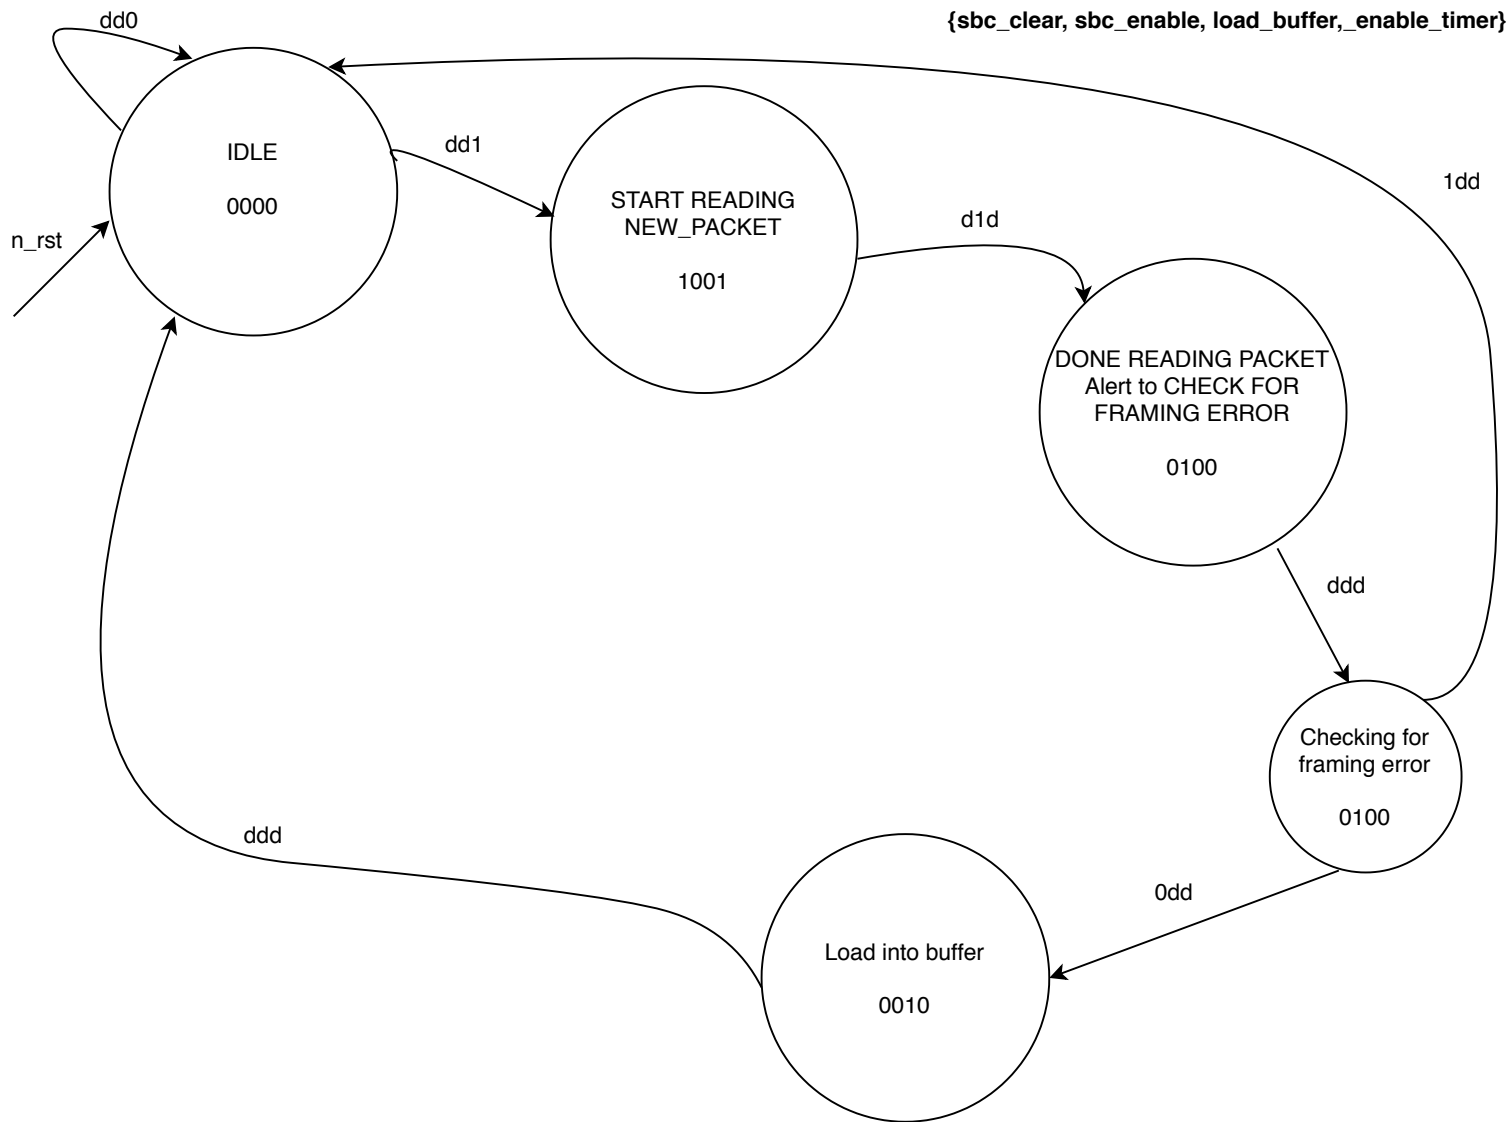 dd0
{sbc_clear, sbc_enable, load_buffer,_enable_timer}
IDLE
0000
n_rst
dd1
START READING
NEW_PACKET
1001
d1d
1dd
DONE READING PACKET
Alert to CHECK FOR
FRAMING ERROR
0100
ddd
Checking for
framing error
0100
0dd
Load into buffer
0010
ddd